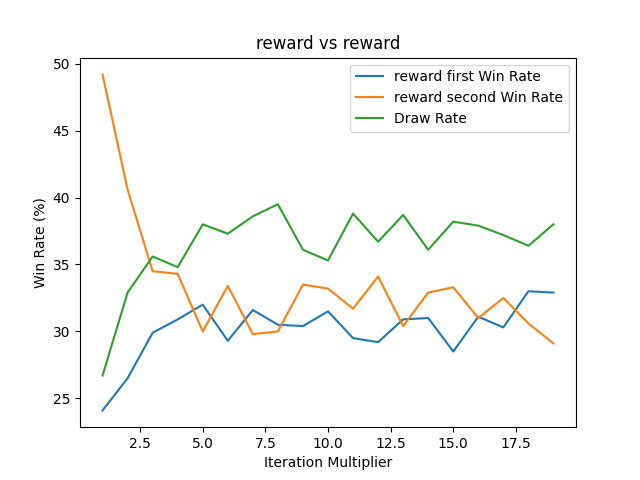 reward vs reward
reward first Win Rate
reward second Win Rate
Draw Rate
Win Rate (%)
50
45
40
35
30
25
2.5 5.0 7.5 10.0 12.5 15.0 17.5
Iteration Multiplier